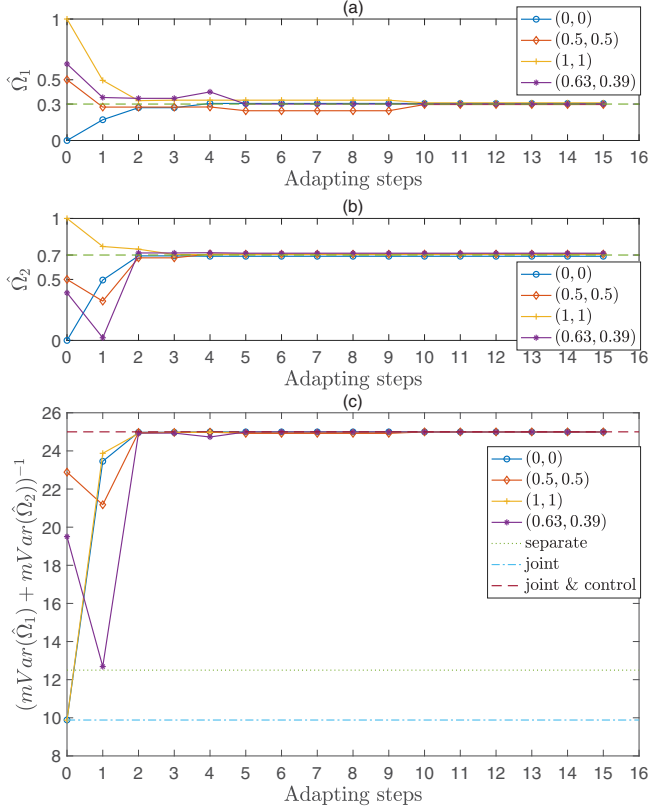 (a)
1
0.5
0.3
0
Ω̂₁
(0, 0)
(0.5, 0.5)
(1, 1)
(0.63, 0.39)
0 1 2 3 4 5 6 7 8 9 10 11 12 13 14 15 16
Adapting steps
(b)
1
0.7
0.5
0
Ω̂₂
(0, 0)
(0.5, 0.5)
(1, 1)
(0.63, 0.39)
0 1 2 3 4 5 6 7 8 9 10 11 12 13 14 15 16
Adapting steps
(c)
26
24
22
20
18
16
14
12
10
8
(mVar(Ω̂₁) + mVar(Ω̂₂))⁻¹
(0, 0)
(0.5, 0.5)
(1, 1)
(0.63, 0.39)
separate
joint
joint & control
0 1 2 3 4 5 6 7 8 9 10 11 12 13 14 15 16
Adapting steps